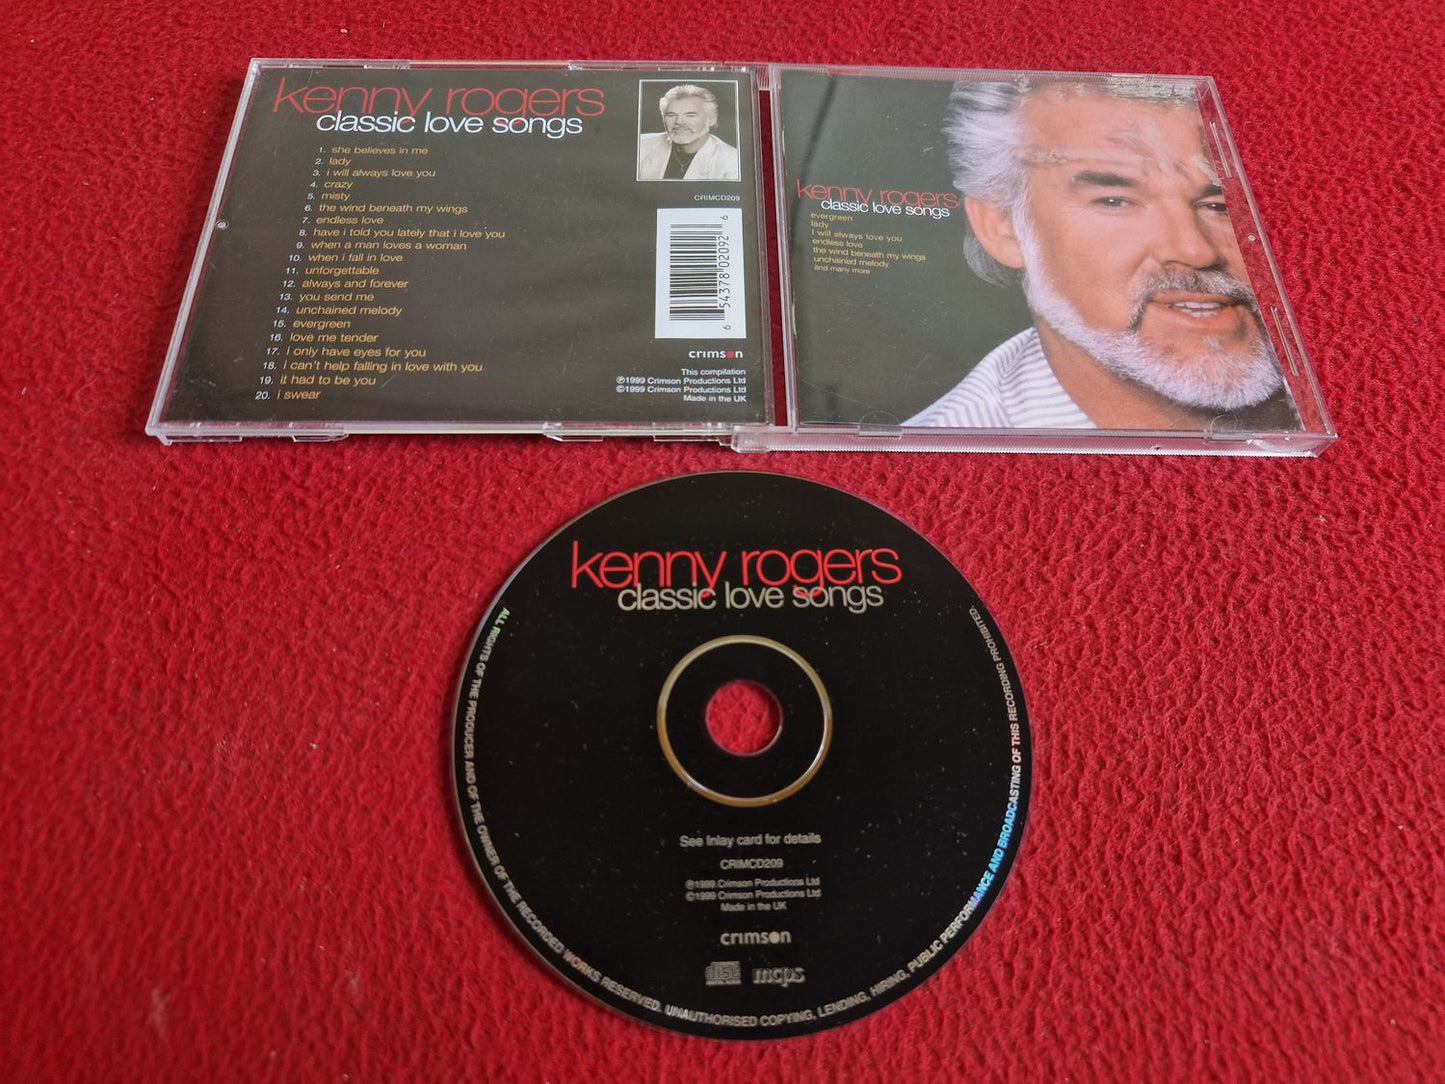 kenny rogers
classic love songs
1. she believes in me
2. lady
3. i will always love you
4. crazy
5. misty
6. the wind beneath my wings
7. endless love
8. have i told you lately that i love you
9. when a man loves a woman
10. when i fall in love
11. unforgettable
12. always and forever
13. you send me
14. unchained melody
15. evergreen
16. love me tender
17. i only have eyes for you
18. i can't help falling in love with you
19. it had to be you
20. i swear
CRIMCD209
6 54378 02092 6
crimson
This compilation
℗1999 Crimson Productions Ltd
©1999 Crimson Productions Ltd
Made in the UK
kenny rogers
classic love songs
evergreen
lady
I will always love you
endless love
the wind beneath my wings
unchained melody
and many more
kenny rogers
classic love songs
See Inlay card for details
CRIMCD209
℗1999 Crimson Productions Ltd
©1999 Crimson Productions Ltd
Made in the UK
crimson
disc
mcps
ALL RIGHTS OF THE PRODUCER AND OF THE OWNER OF THE RECORDED WORKS RESERVED. UNAUTHORISED COPYING, LENDING, HIRING, PUBLIC PERFORMANCE AND BROADCASTING OF THIS RECORDING PROHIBITED.